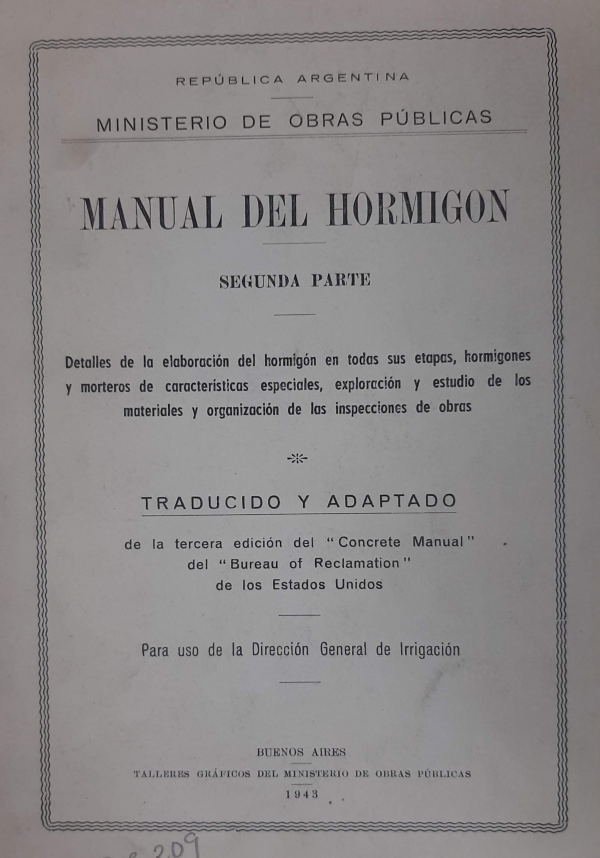 REPÚBLICA ARGENTINA
MINISTERIO DE OBRAS PÚBLICAS
MANUAL DEL HORMIGON
SEGUNDA PARTE
Detalles de la elaboración del hormigón en todas sus etapas, hormigones
y morteros de características especiales, exploración y estudio de los
materiales y organización de las inspecciones de obras
TRADUCIDO Y ADAPTADO
de la tercera edición del "Concrete Manual"
del "Bureau of Reclamation"
de los Estados Unidos
Para uso de la Dirección General de Irrigación
BUENOS AIRES
TALLERES GRÁFICOS DEL MINISTERIO DE OBRAS PÚBLICAS
1943
209